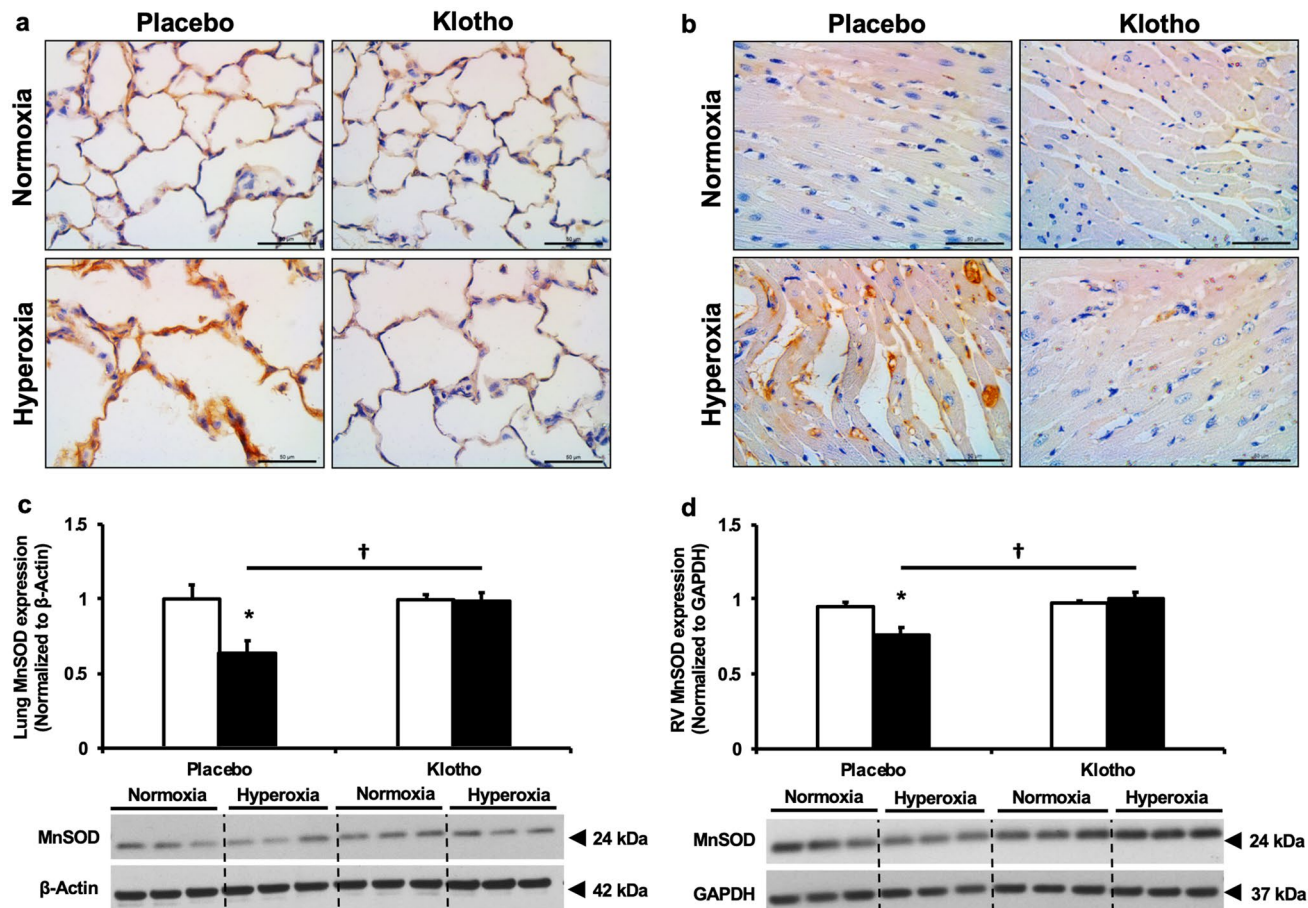 a
Placebo
Klotho
Normoxia
Hyperoxia
50 µm
50 µm
50 µm
50 µm
b
Placebo
Klotho
Normoxia
Hyperoxia
50 µm
50 µm
50 µm
50 µm
c
Lung MnSOD expression
(Normalized to β-Actin)
1.5
1
0.5
0
*
†
Placebo
Klotho
Normoxia
Hyperoxia
Normoxia
Hyperoxia
MnSOD
24 kDa
β-Actin
42 kDa
d
RV MnSOD expression
(Normalized to GAPDH)
1.5
1
0.5
0
*
†
Placebo
Klotho
Normoxia
Hyperoxia
Normoxia
Hyperoxia
MnSOD
24 kDa
GAPDH
37 kDa